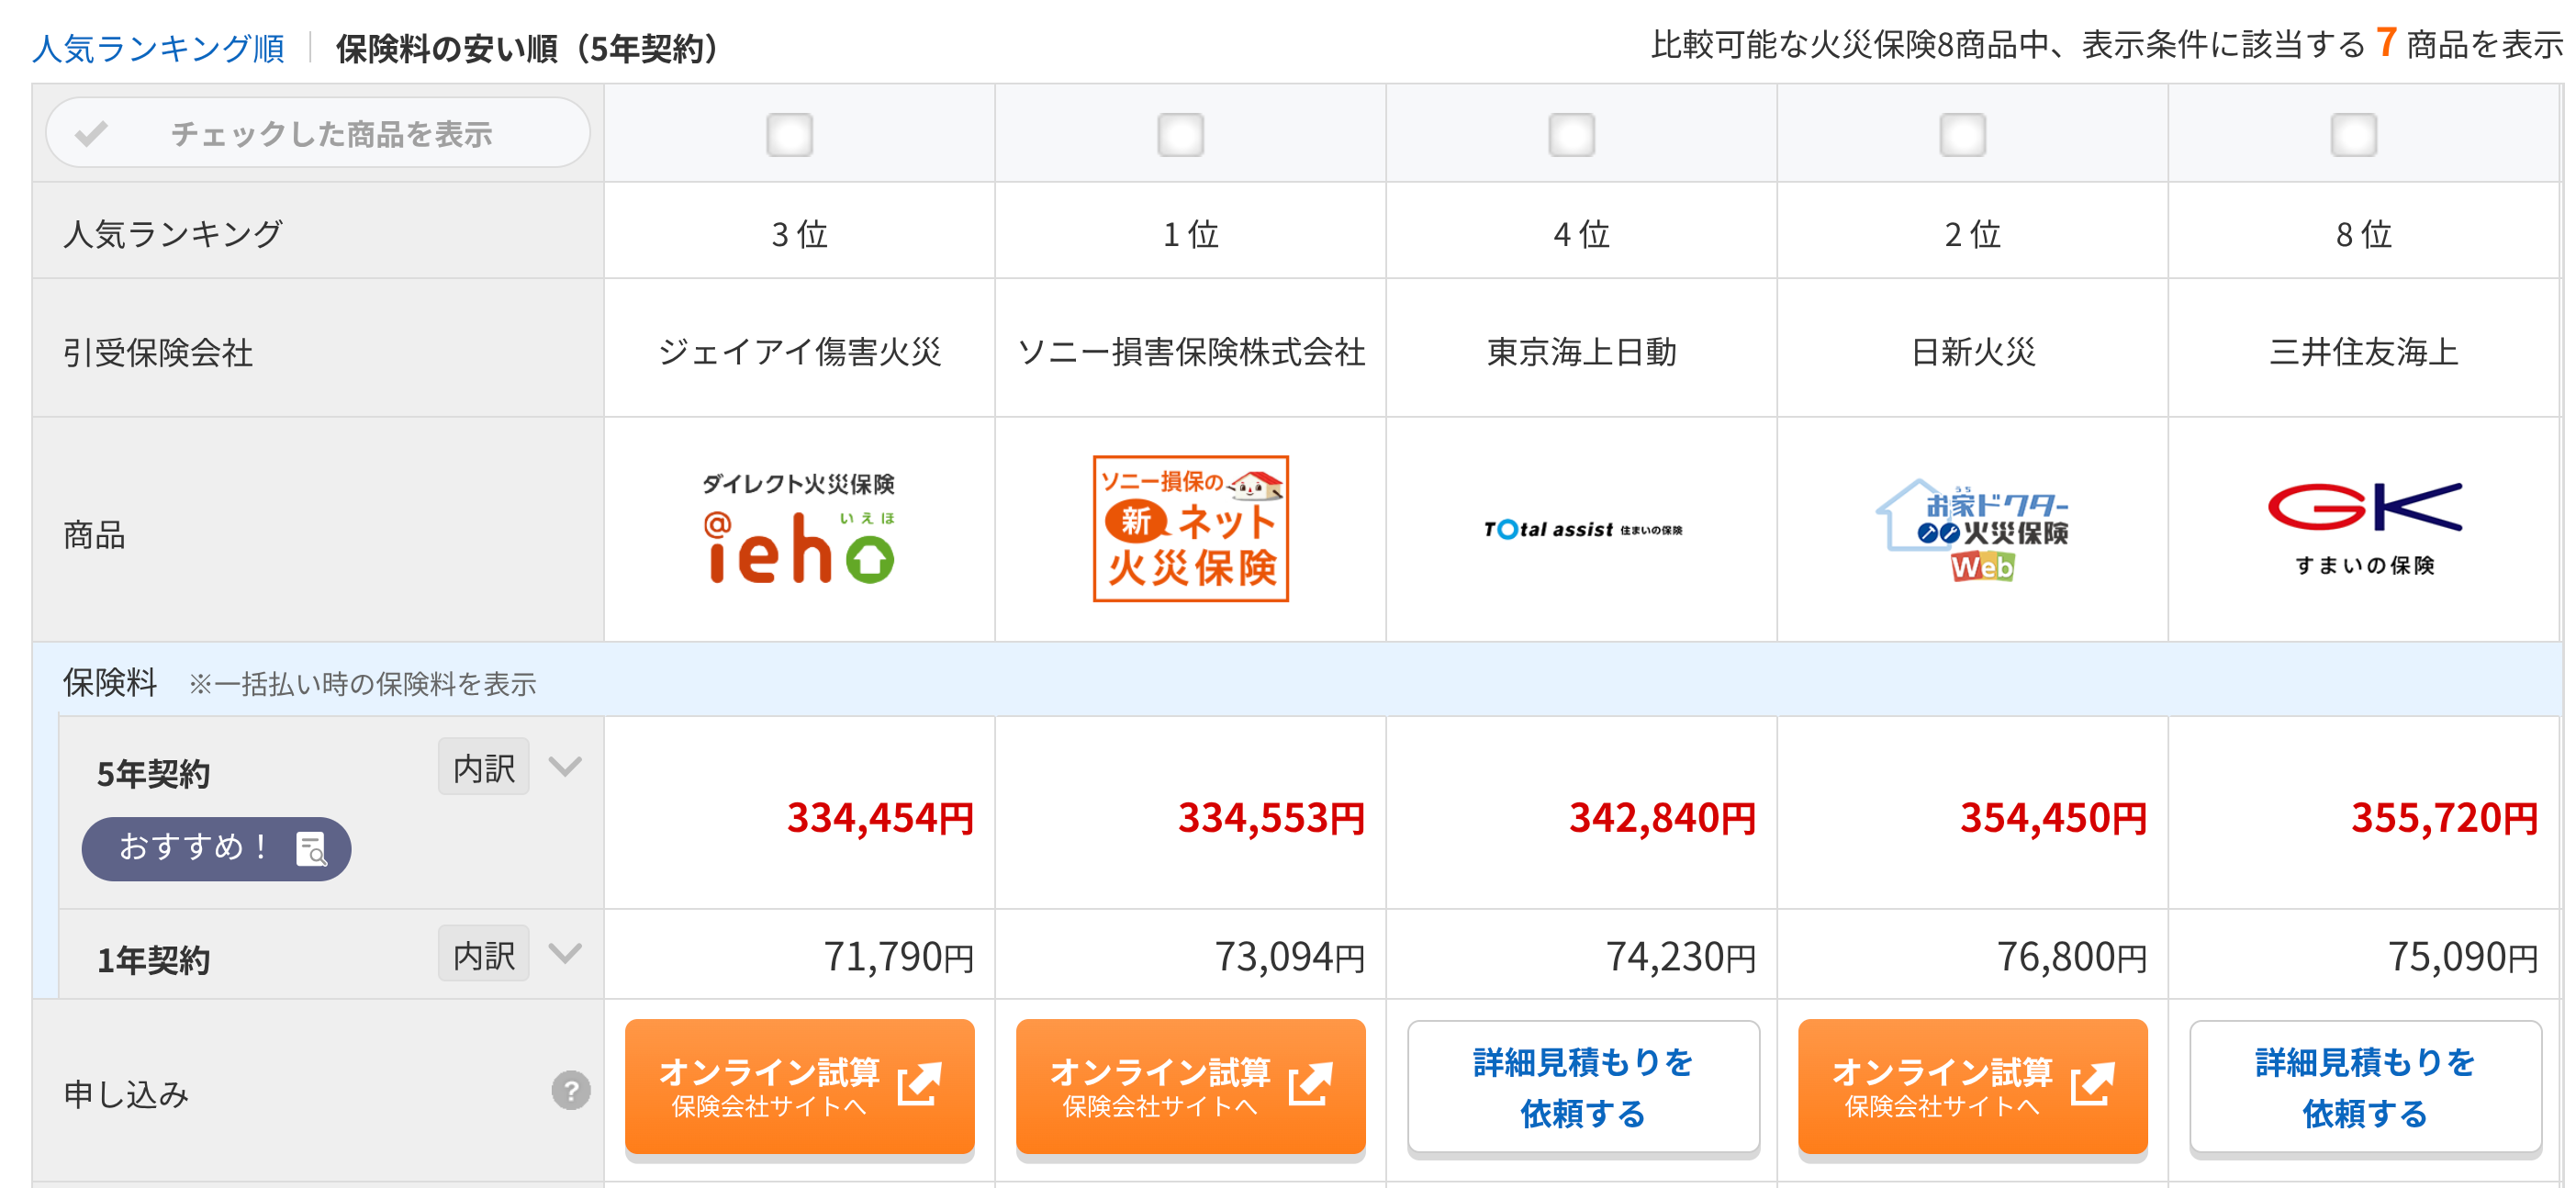 人気ランキング順 | 保険料の安い順（5年契約）
比較可能な火災保険8商品中、表示条件に該当する 7 商品を表示
チェックした商品を表示
人気ランキング 3位 1位 4位 2位 8位
引受保険会社 ジェイアイ傷害火災 ソニー損害保険株式会社 東京海上日動 日新火災 三井住友海上
商品
ダイレクト火災保険
@ieho
いえほ
ソニー損保の
新ネット
火災保険
Total assist 住まいの保険
うち
お家ドクター
火災保険
Web
GK
すまいの保険
保険料 ※一括払い時の保険料を表示
5年契約 内訳 334,454円 334,553円 342,840円 354,450円 355,720円
おすすめ！
1年契約 内訳 71,790円 73,094円 74,230円 76,800円 75,090円
申し込み ?
オンライン試算
保険会社サイトへ
オンライン試算
保険会社サイトへ
詳細見積もりを
依頼する
オンライン試算
保険会社サイトへ
詳細見積もりを
依頼する